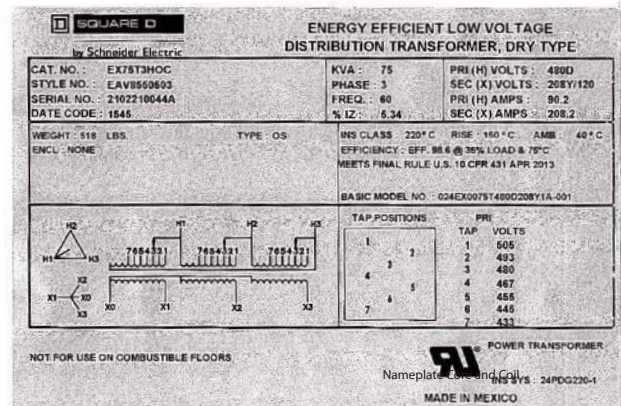 SQUARE D
by Schneider Electric
ENERGY EFFICIENT LOW VOLTAGE
DISTRIBUTION TRANSFORMER, DRY TYPE
CAT. NO. : EX75T3HOC
STYLE NO. : EAV8550503
SERIAL NO. : 2102210044A
DATE CODE : 1545
KVA : 75
PHASE : 3
FREQ. : 60
% IZ : 5.34
PRI (H) VOLTS : 480D
SEC (X) VOLTS : 208Y/120
PRI (H) AMPS : 90.2
SEC (X) AMPS : 208.2
WEIGHT : 518 LBS. TYPE : OS
ENCL : NONE
INS CLASS : 220° C RISE : 150° C AMB : 40° C
EFFICIENCY : EFF. 98.6 @ 35% LOAD & 75°C
MEETS FINAL RULE U.S. 10 CFR 431 APR 2013
BASIC MODEL NO. : 024EX0075T480D208Y1A-001
H2
H1 H3
X2
X1 X0
X3
H1 H2 H3
7654321 7654321 7654321
X0 X1 X2 X3
TAP POSITIONS
1
2
3
4
5
6
7
PRI
TAP VOLTS
1 505
2 493
3 480
4 467
5 455
6 445
7 433
NOT FOR USE ON COMBUSTIBLE FLOORS
POWER TRANSFORMER
Nameplate Core and Coil
INS SYS : 24PDG220-1
MADE IN MEXICO